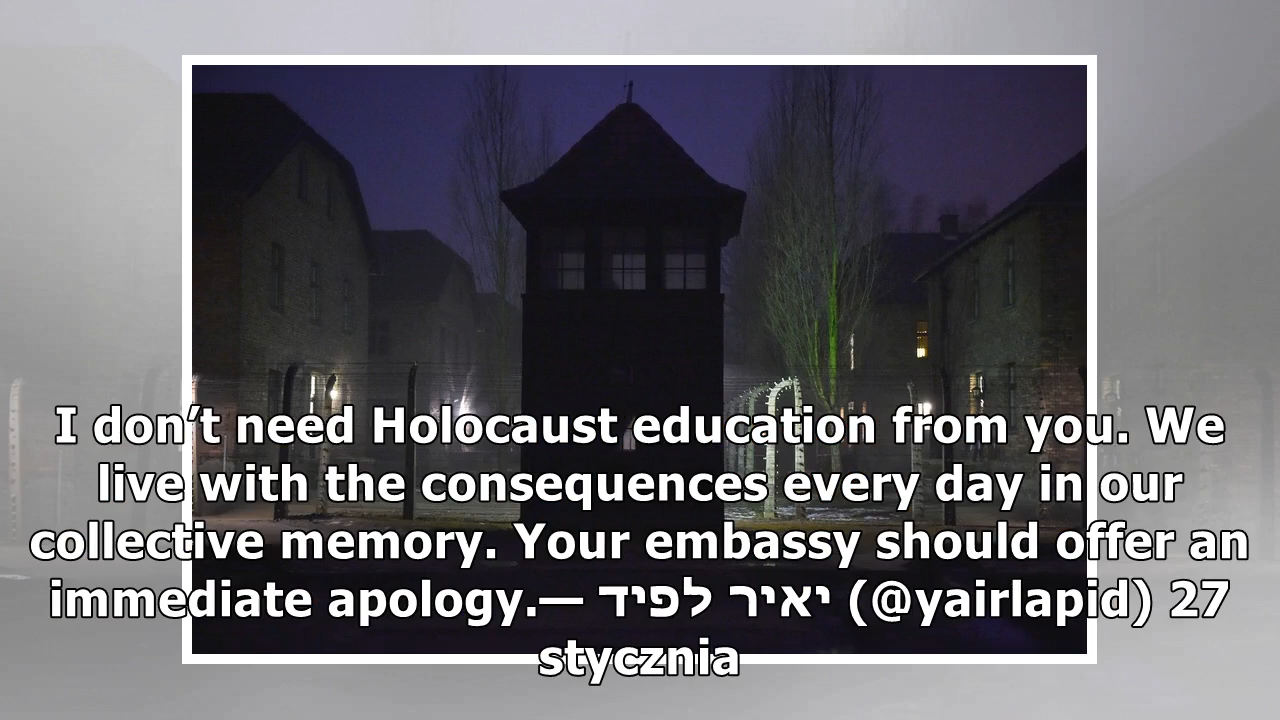 I don’t need Holocaust education from you. We
live with the consequences every day in our
collective memory. Your embassy should offer an
immediate apology.— יאיר לפיד (@yairlapid) 27
stycznia